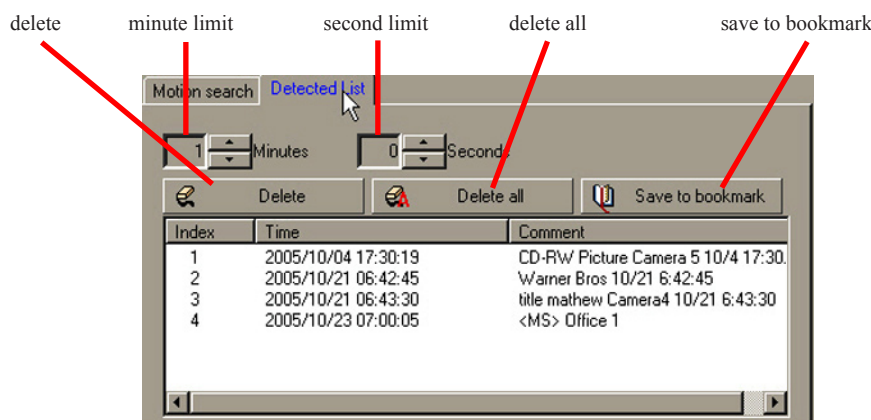 delete minute limit second limit delete all save to bookmark
Motion search Detected List
1 Minutes 0 Seconds
Delete Delete all Save to bookmark
Index Time Comment
1 2005/10/04 17:30:19 CD-RW Picture Camera 5 10/4 17:30.
2 2005/10/21 06:42:45 Warner Bros 10/21 6:42:45
3 2005/10/21 06:43:30 title mathew Camera4 10/21 6:43:30
4 2005/10/23 07:00:05 <MS> Office 1